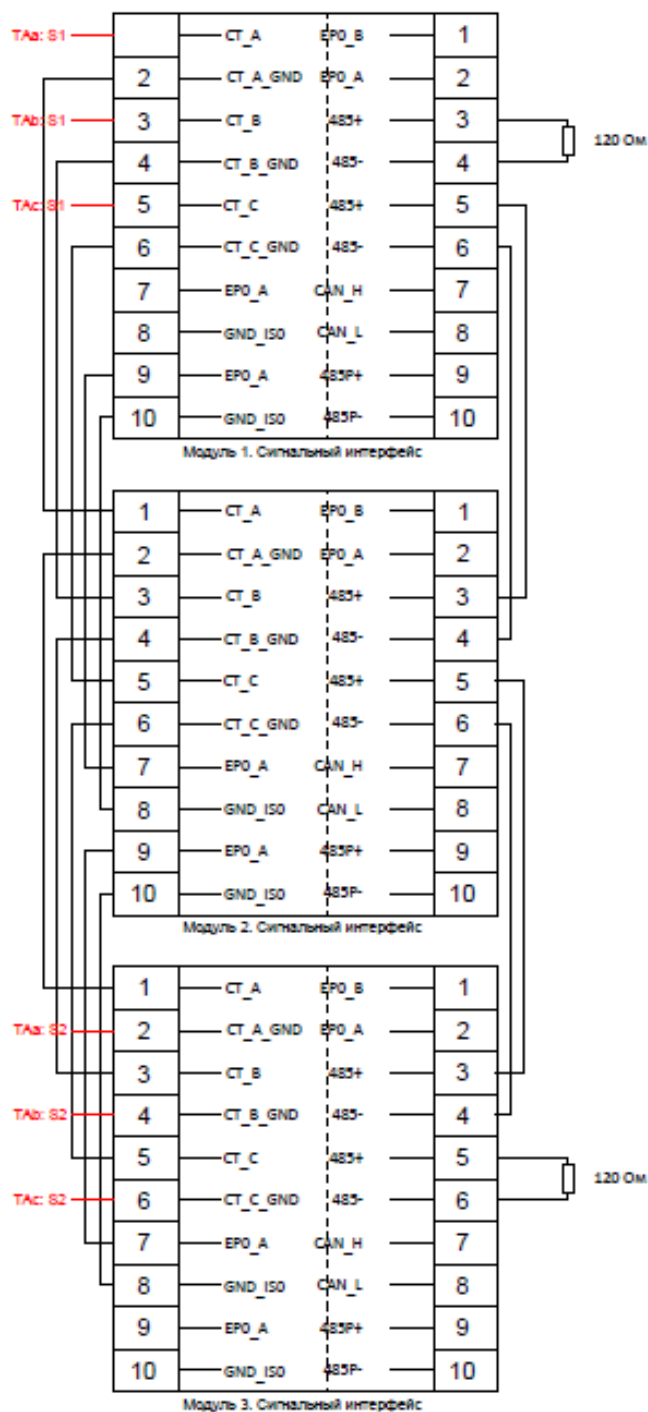 TAa: S1 CT_A EP0_B 1
2 CT_A_GND EP0_A 2
TAb: S1 3 CT_B 485+ 3
120 Ом
4 CT_B_GND 485- 4
TAc: S1 5 CT_C 485+ 5
6 CT_C_GND 485- 6
7 EP0_A CAN_H 7
8 GND_IS0 CAN_L 8
9 EP0_A 485P+ 9
10 GND_IS0 485P- 10
Модуль 1. Сигнальный интерфейс
1 CT_A EP0_B 1
2 CT_A_GND EP0_A 2
3 CT_B 485+ 3
4 CT_B_GND 485- 4
5 CT_C 485+ 5
6 CT_C_GND 485- 6
7 EP0_A CAN_H 7
8 GND_IS0 CAN_L 8
9 EP0_A 485P+ 9
10 GND_IS0 485P- 10
Модуль 2. Сигнальный интерфейс
1 CT_A EP0_B 1
TAa: S2 2 CT_A_GND EP0_A 2
3 CT_B 485+ 3
TAb: S2 4 CT_B_GND 485- 4
5 CT_C 485+ 5
120 Ом
TAc: S2 6 CT_C_GND 485- 6
7 EP0_A CAN_H 7
8 GND_IS0 CAN_L 8
9 EP0_A 485P+ 9
10 GND_IS0 485P- 10
Модуль 3. Сигнальный интерфейс